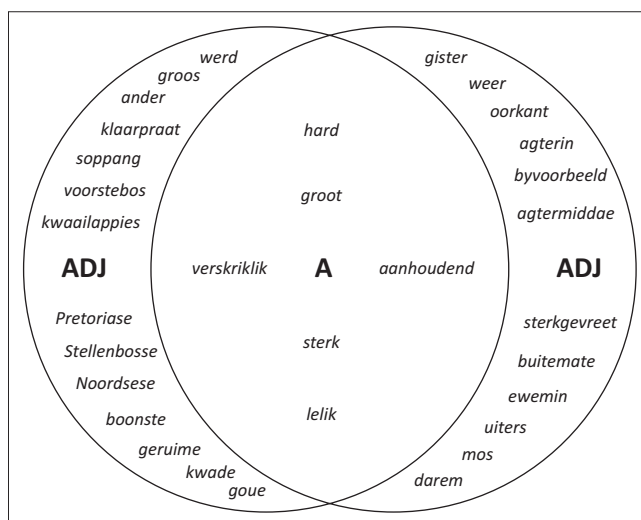 werd
groos
ander
klaarpraat
soppang
voorstebos
kwaailappies
ADJ
Pretoriase
Stellenbosse
Noordsese
boonste
geruime
kwade
goue
hard
groot
verskriklik A aanhoudend
sterk
lelik
gister
weer
oorkant
agterin
byvoorbeeld
agtermiddae
ADJ
sterkgevreet
buitemate
ewemin
uiters
mos
darem